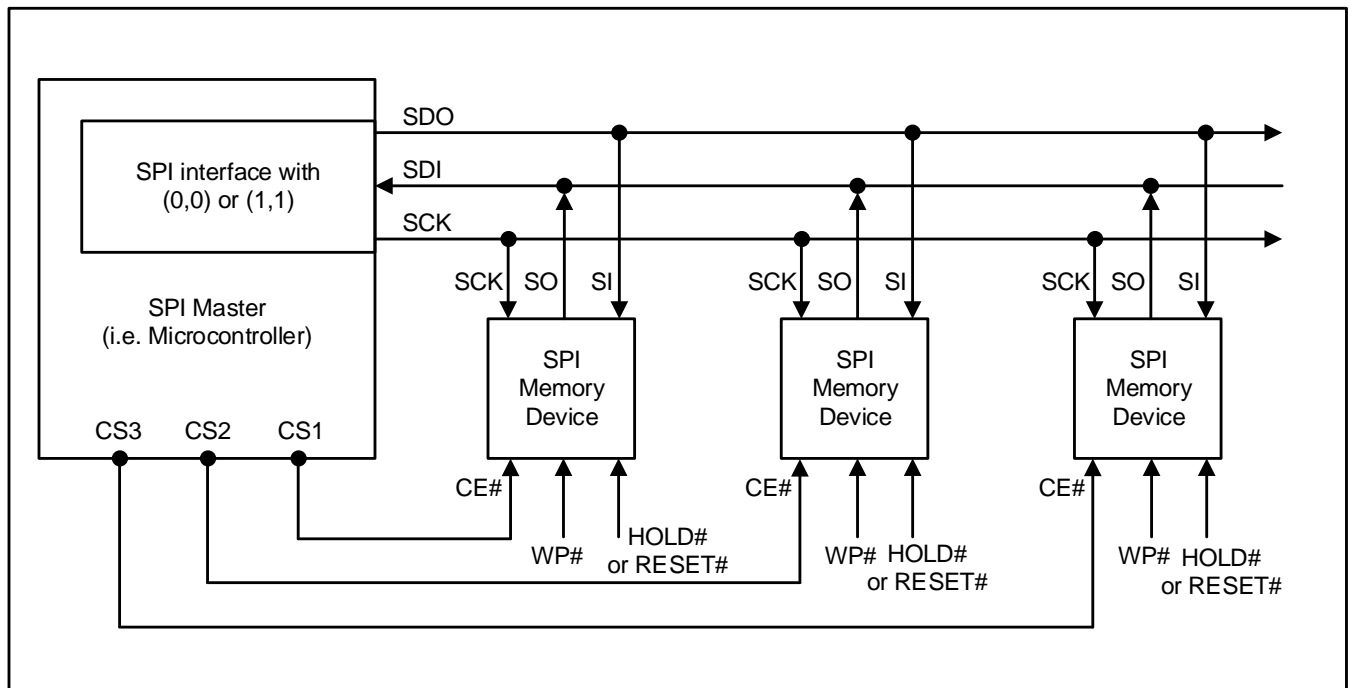 SDO
SPI interface with
(0,0) or (1,1)
SDI
SCK
SPI Master
(i.e. Microcontroller)
SCK
SO
SI
SCK
SO
SI
SCK
SO
SI
SPI
Memory
Device
SPI
Memory
Device
SPI
Memory
Device
CS3
CS2
CS1
CE#
WP#
HOLD#
or RESET#
CE#
WP#
HOLD#
or RESET#
CE#
WP#
HOLD#
or RESET#